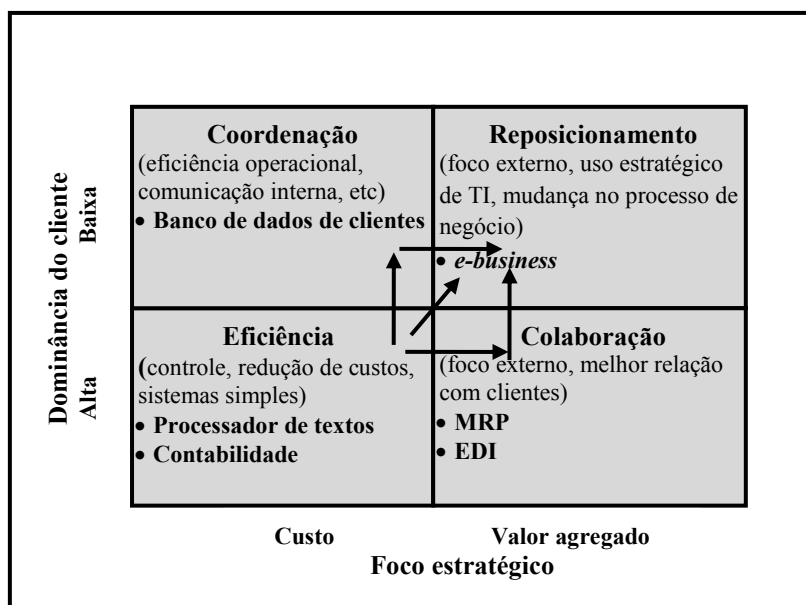 Coordenação
(eficiência operacional,
comunicação interna, etc)
• Banco de dados de clientes
Reposicionamento
(foco externo, uso estratégico
de TI, mudança no processo de
negócio)
• e-business
Eficiência
(controle, redução de custos,
sistemas simples)
• Processador de textos
• Contabilidade
Colaboração
(foco externo, melhor relação
com clientes)
• MRP
• EDI
Dominância do cliente
Baixa
Alta
Custo
Valor agregado
Foco estratégico